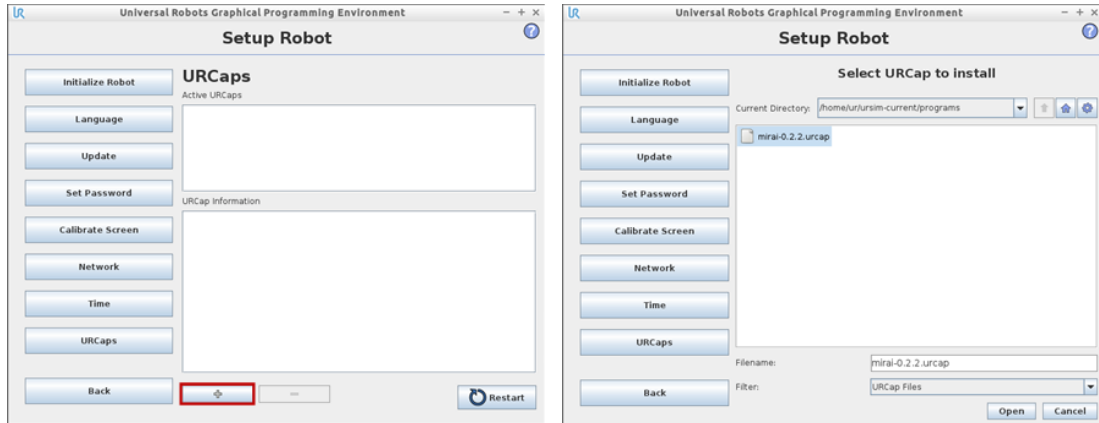 Universal Robots Graphical Programming Environment
Setup Robot
?
Initialize Robot
Language
Update
Set Password
Calibrate Screen
Network
Time
URCaps
Back
URCaps
Active URCaps
URCap Information
Restart
Universal Robots Graphical Programming Environment
Setup Robot
?
Initialize Robot
Language
Update
Set Password
Calibrate Screen
Network
Time
URCaps
Back
Select URCap to install
Current Directory: /home/ur/ursim-current/programs
mirai-0.2.2.urcap
Filename: mirai-0.2.2.urcap
Filter: URCap Files
Open Cancel